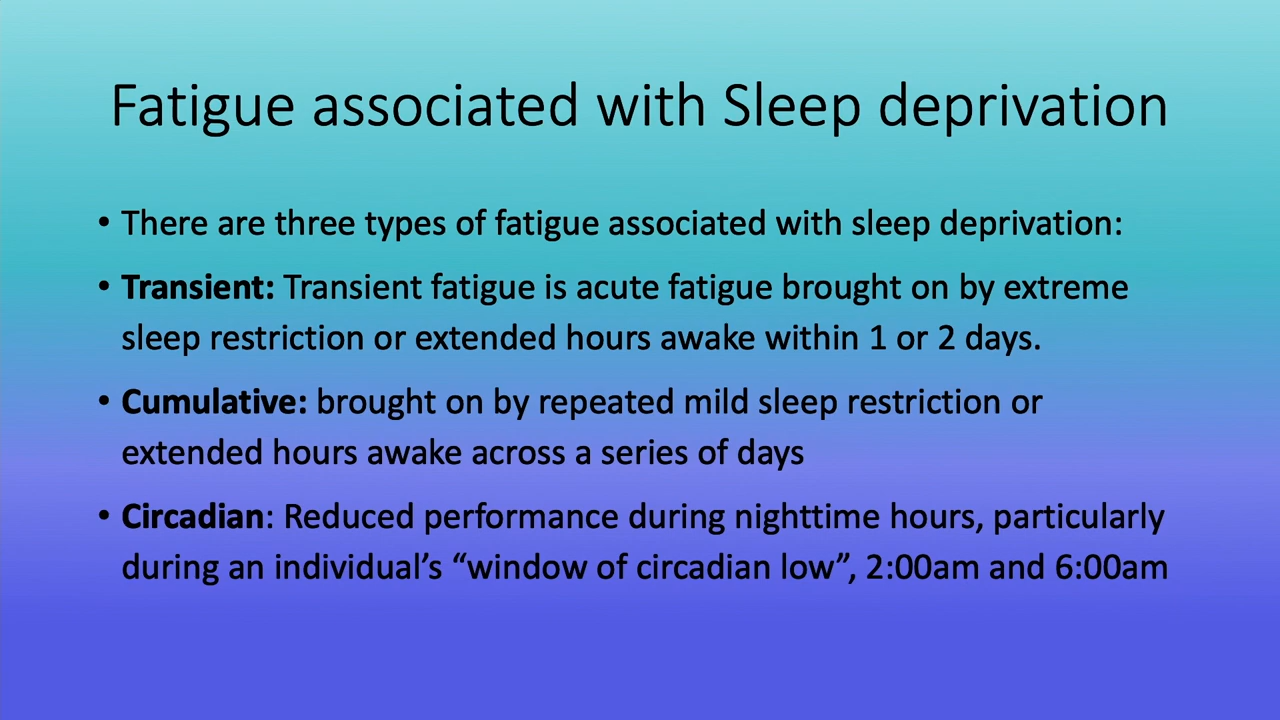 Fatigue associated with Sleep deprivation
• There are three types of fatigue associated with sleep deprivation:
• Transient: Transient fatigue is acute fatigue brought on by extreme
sleep restriction or extended hours awake within 1 or 2 days.
• Cumulative: brought on by repeated mild sleep restriction or
extended hours awake across a series of days
• Circadian: Reduced performance during nighttime hours, particularly
during an individual’s “window of circadian low”, 2:00am and 6:00am